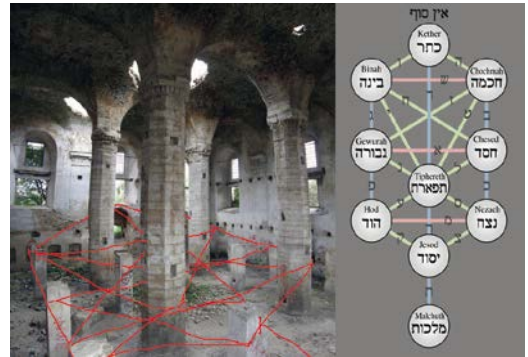 אין סוף
Kether
כתר
Binah
בינה
Chochmah
חכמה
ש
Gewurah
גבורה
Chesed
חסד
א
Tiphereth
תפארת
Hod
הוד
Nezach
נצח
מ
Jesod
יסוד
Malchuth
מלכות